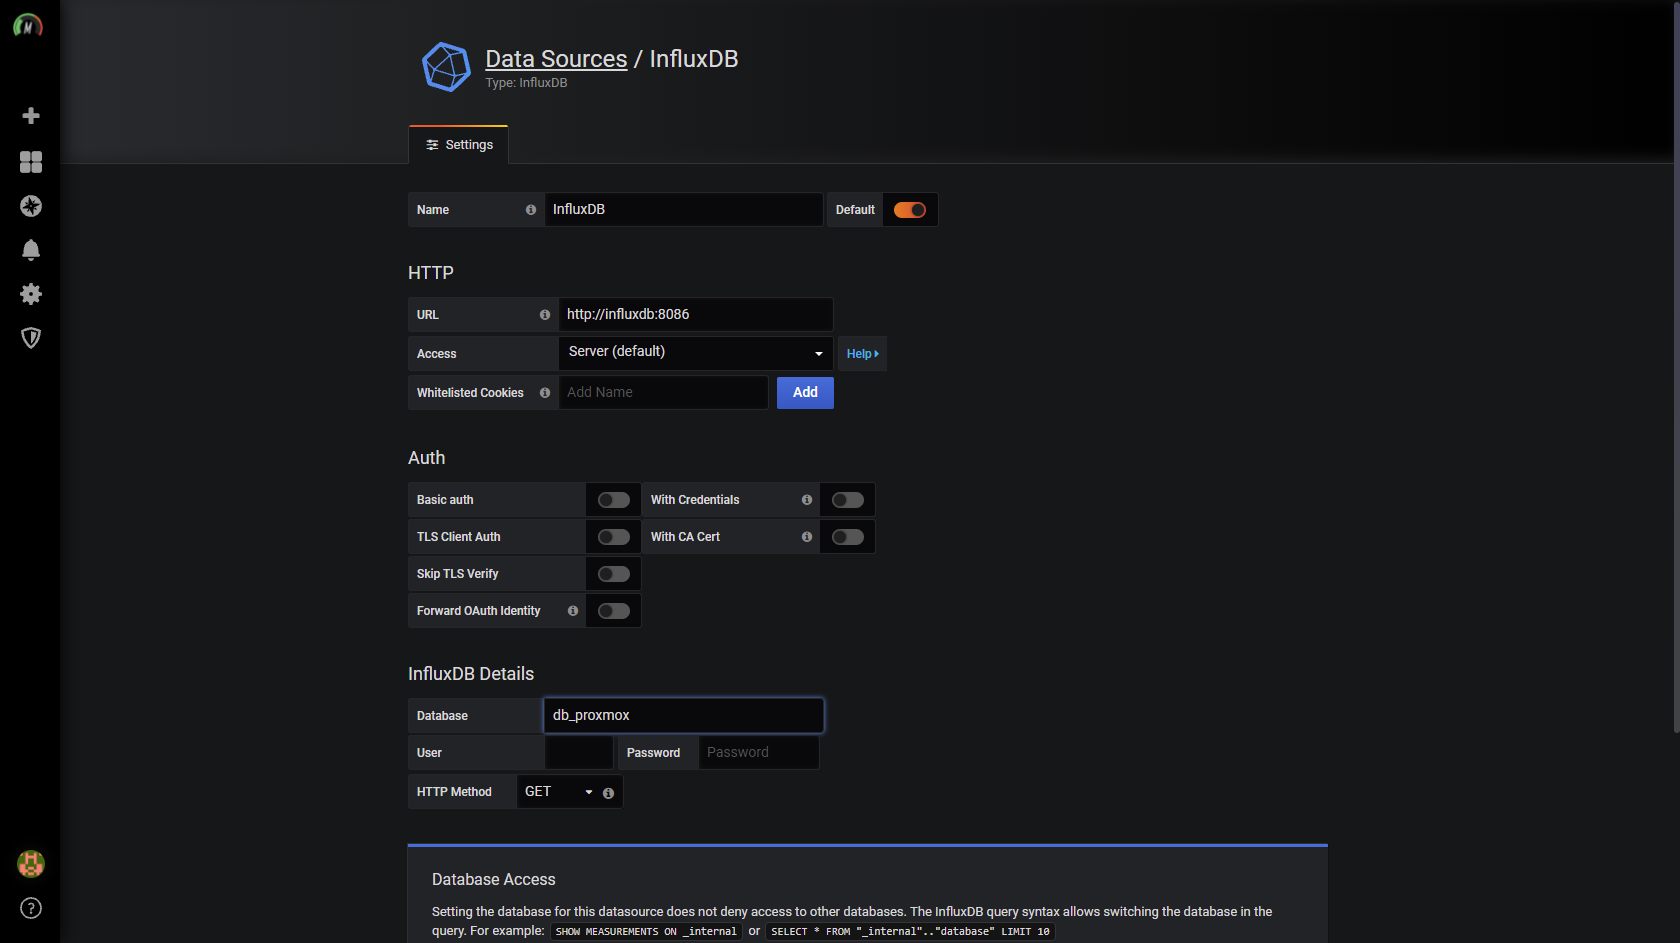 Data Sources / InfluxDB
Type: InfluxDB
Settings
Name InfluxDB Default
HTTP
URL http://influxdb:8086
Access Server (default) Help
Whitelisted Cookies Add Name Add
Auth
Basic auth With Credentials
TLS Client Auth With CA Cert
Skip TLS Verify
Forward OAuth Identity
InfluxDB Details
Database db_proxmox
User Password Password
HTTP Method GET
Database Access
Setting the database for this datasource does not deny access to other databases. The InfluxDB query syntax allows switching the database in the
query. For example: SHOW MEASUREMENTS ON _internal or SELECT * FROM "_internal".."database" LIMIT 10